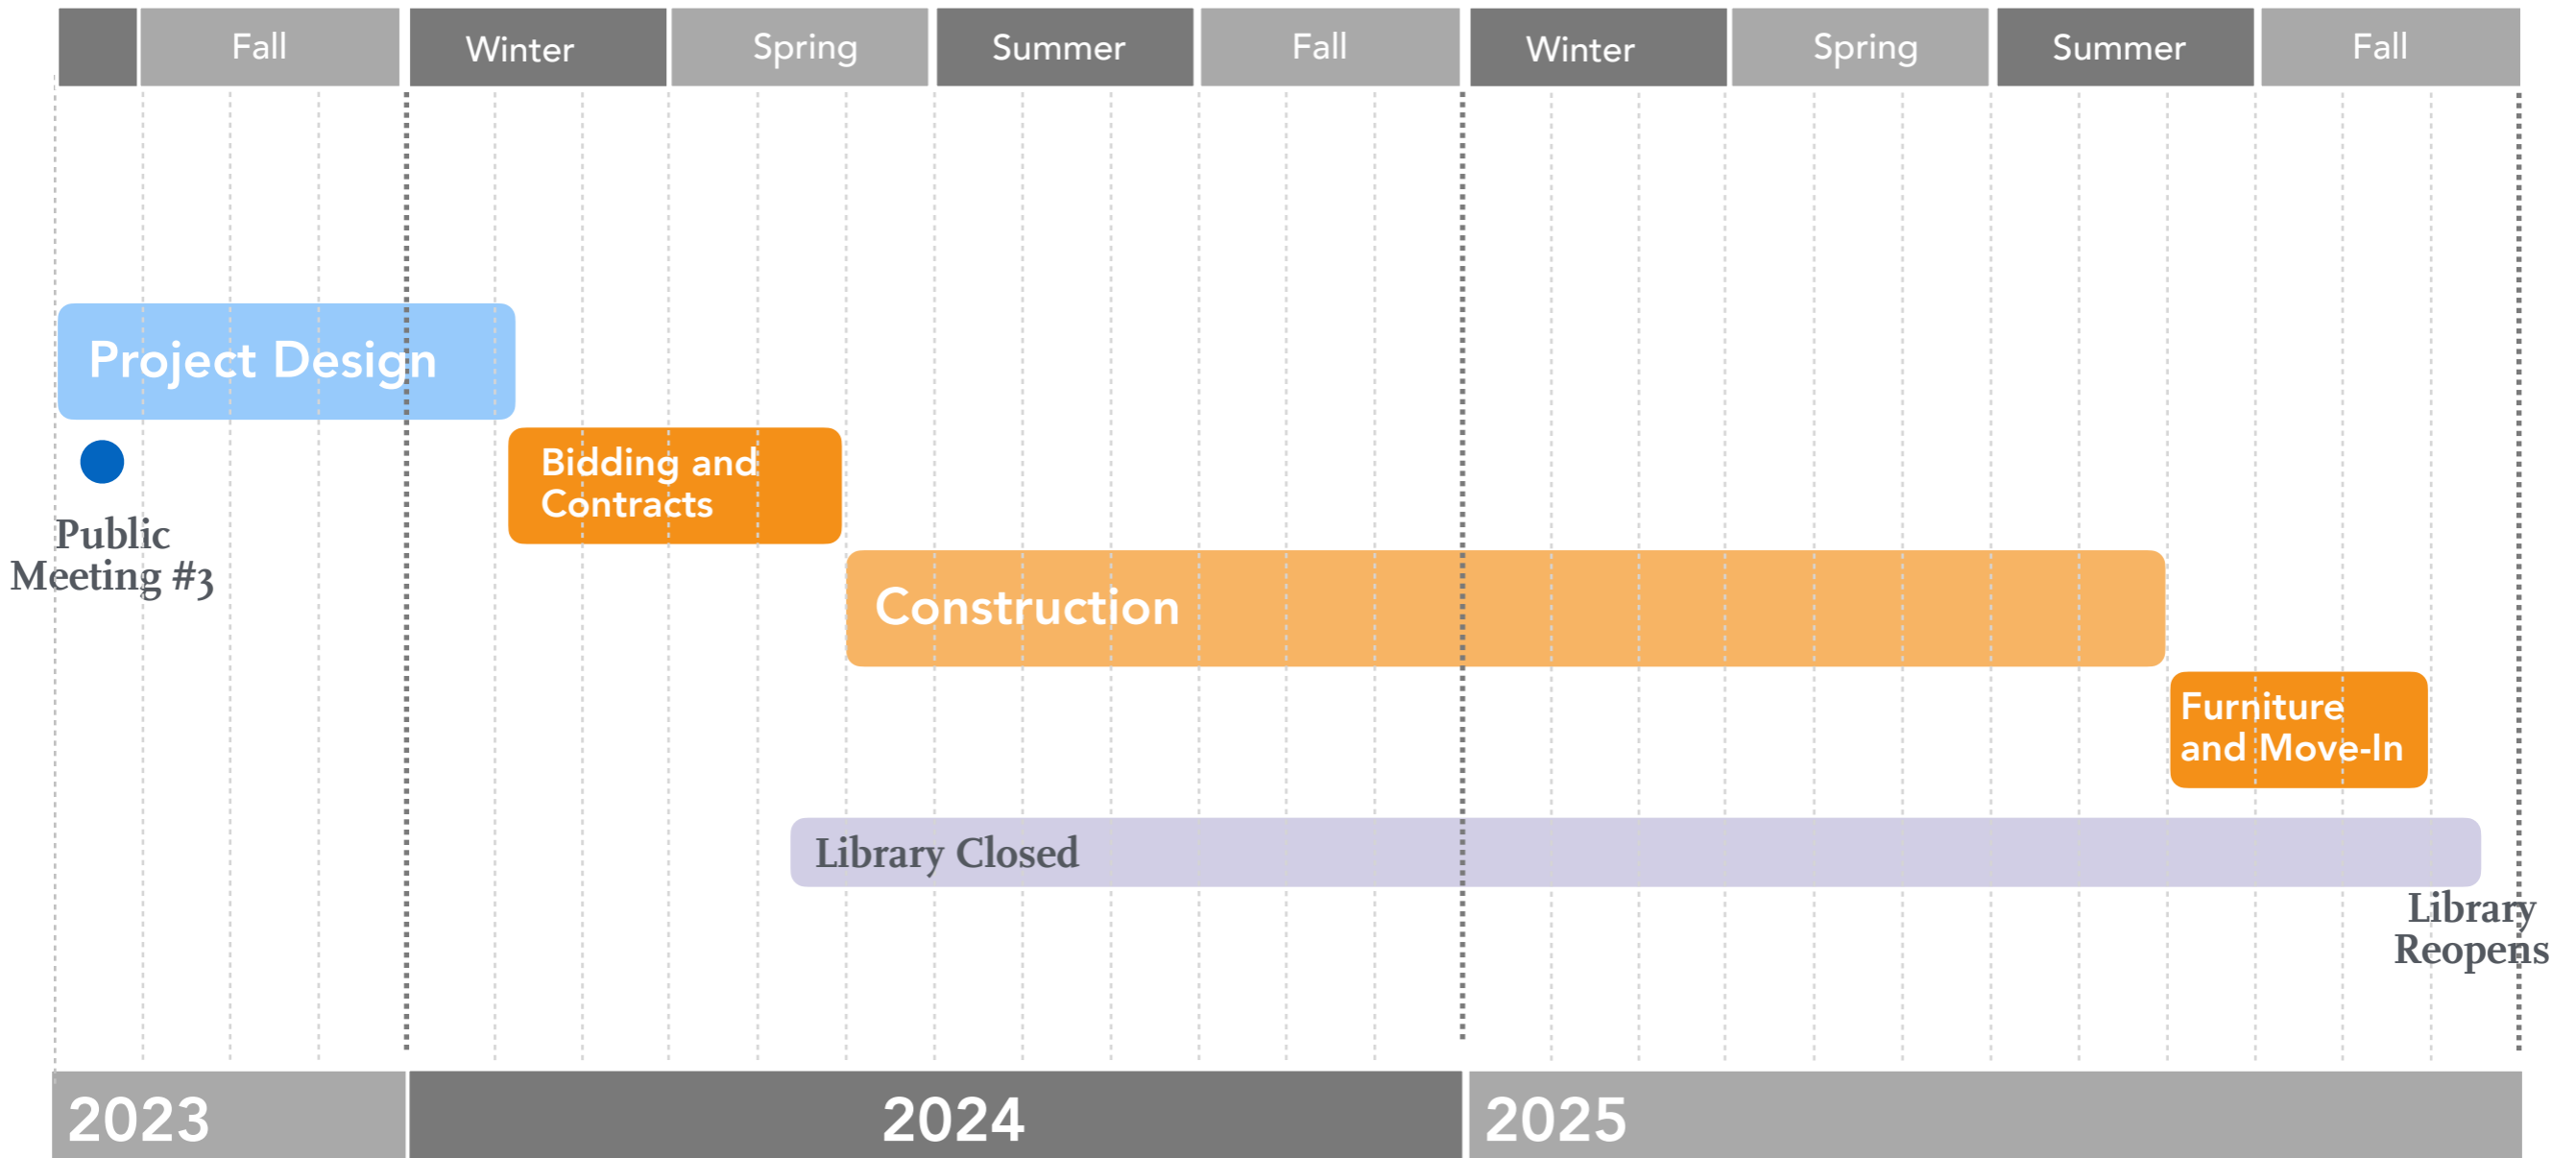 Fall
Winter
Spring
Summer
Fall
Winter
Spring
Summer
Fall
Project Design
Public
Meeting #3
Bidding and
Contracts
Construction
Furniture
and Move-In
Library Closed
Library
Reopens
2023
2024
2025